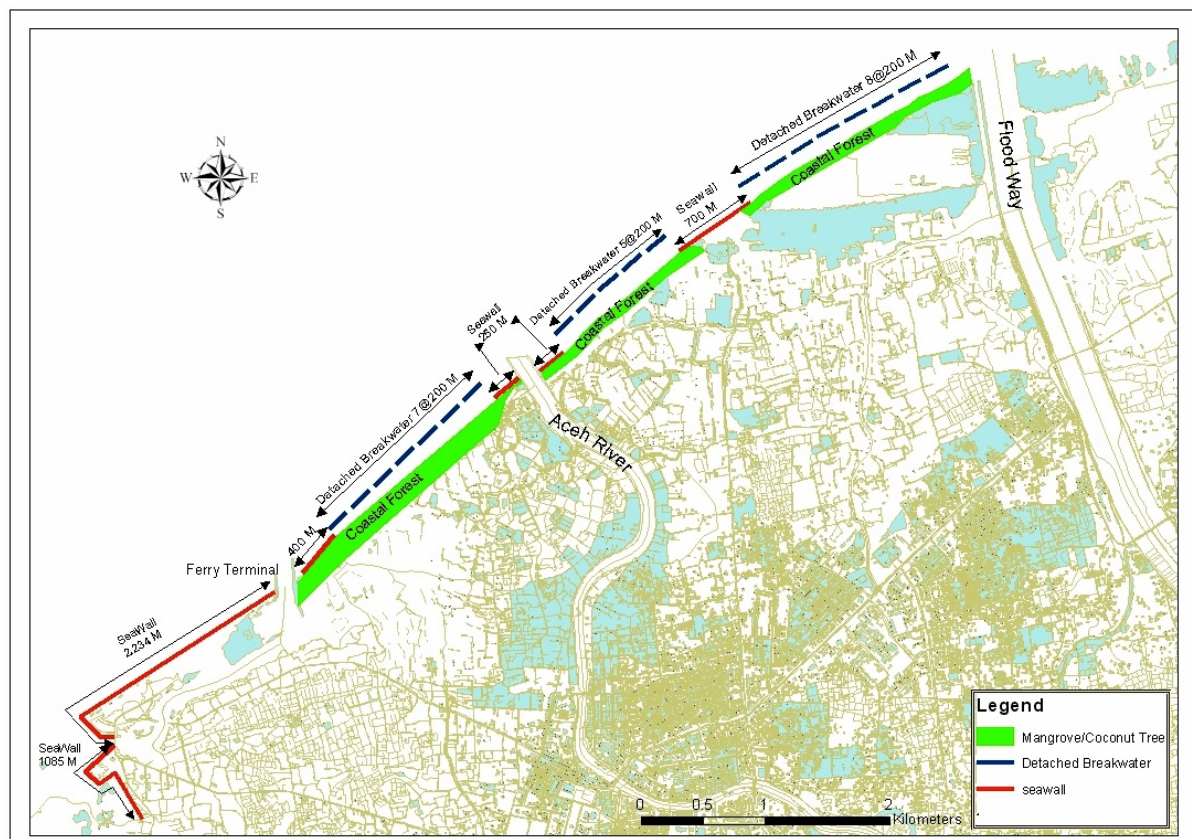 N
W
E
S
Detached Breakwater 8@200 M
Coastal Forest
Flood Way
Seawall
700 M
Detached Breakwater 5@200 M
Coastal Forest
Seawall
250 M
Aceh River
Detached Breakwater 7@200 M
Coastal Forest
400 M
Ferry Terminal
SeaWall
2,234 M
SeaWall
1085 M
Legend
Mangrove/Coconut Tree
Detached Breakwater
seawall
0 0.5 1 2
Kilometers